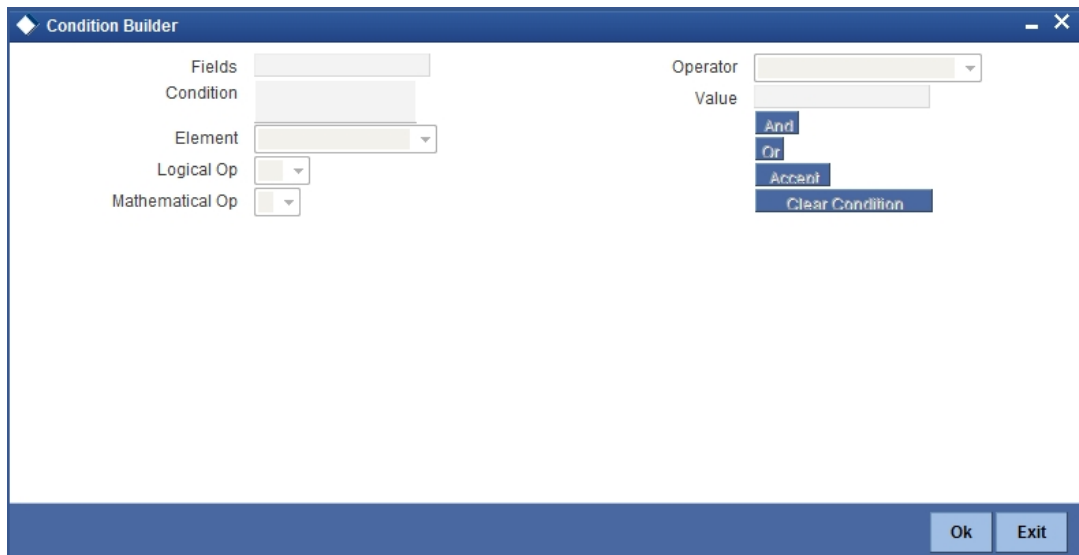 Condition Builder
Fields
Condition
Element
Logical Op
Mathematical Op
Operator
Value
And
Or
Accept
Clear Condition
Ok
Exit